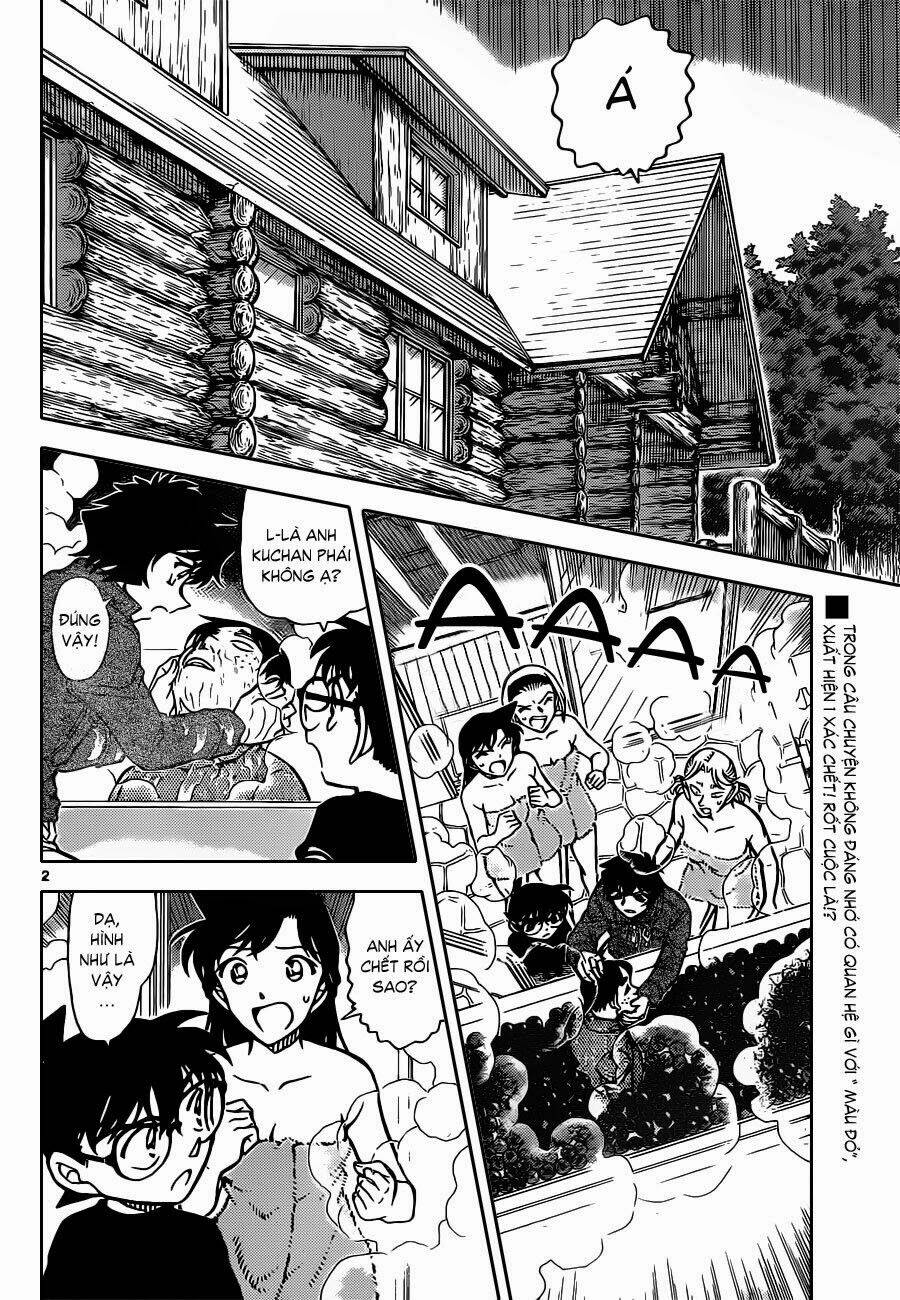 Á
TRONG CÂU CHUYỆN KHÔNG ĐÁNG NHỚ CÓ QUAN HỆ GÌ VỚI " MÀU ĐỎ",
XUẤT HIỆN 1 XÁC CHẾT! RỐT CUỘC LÀ!?
AAAA
L-LÀ ANH
KUCHAN PHẢI
KHÔNG Ạ?
ĐÚNG
VẬY!
2
ANH ẤY
CHẾT RỒI
SAO?
DẠ,
HÌNH
NHƯ LÀ
VẬY
...